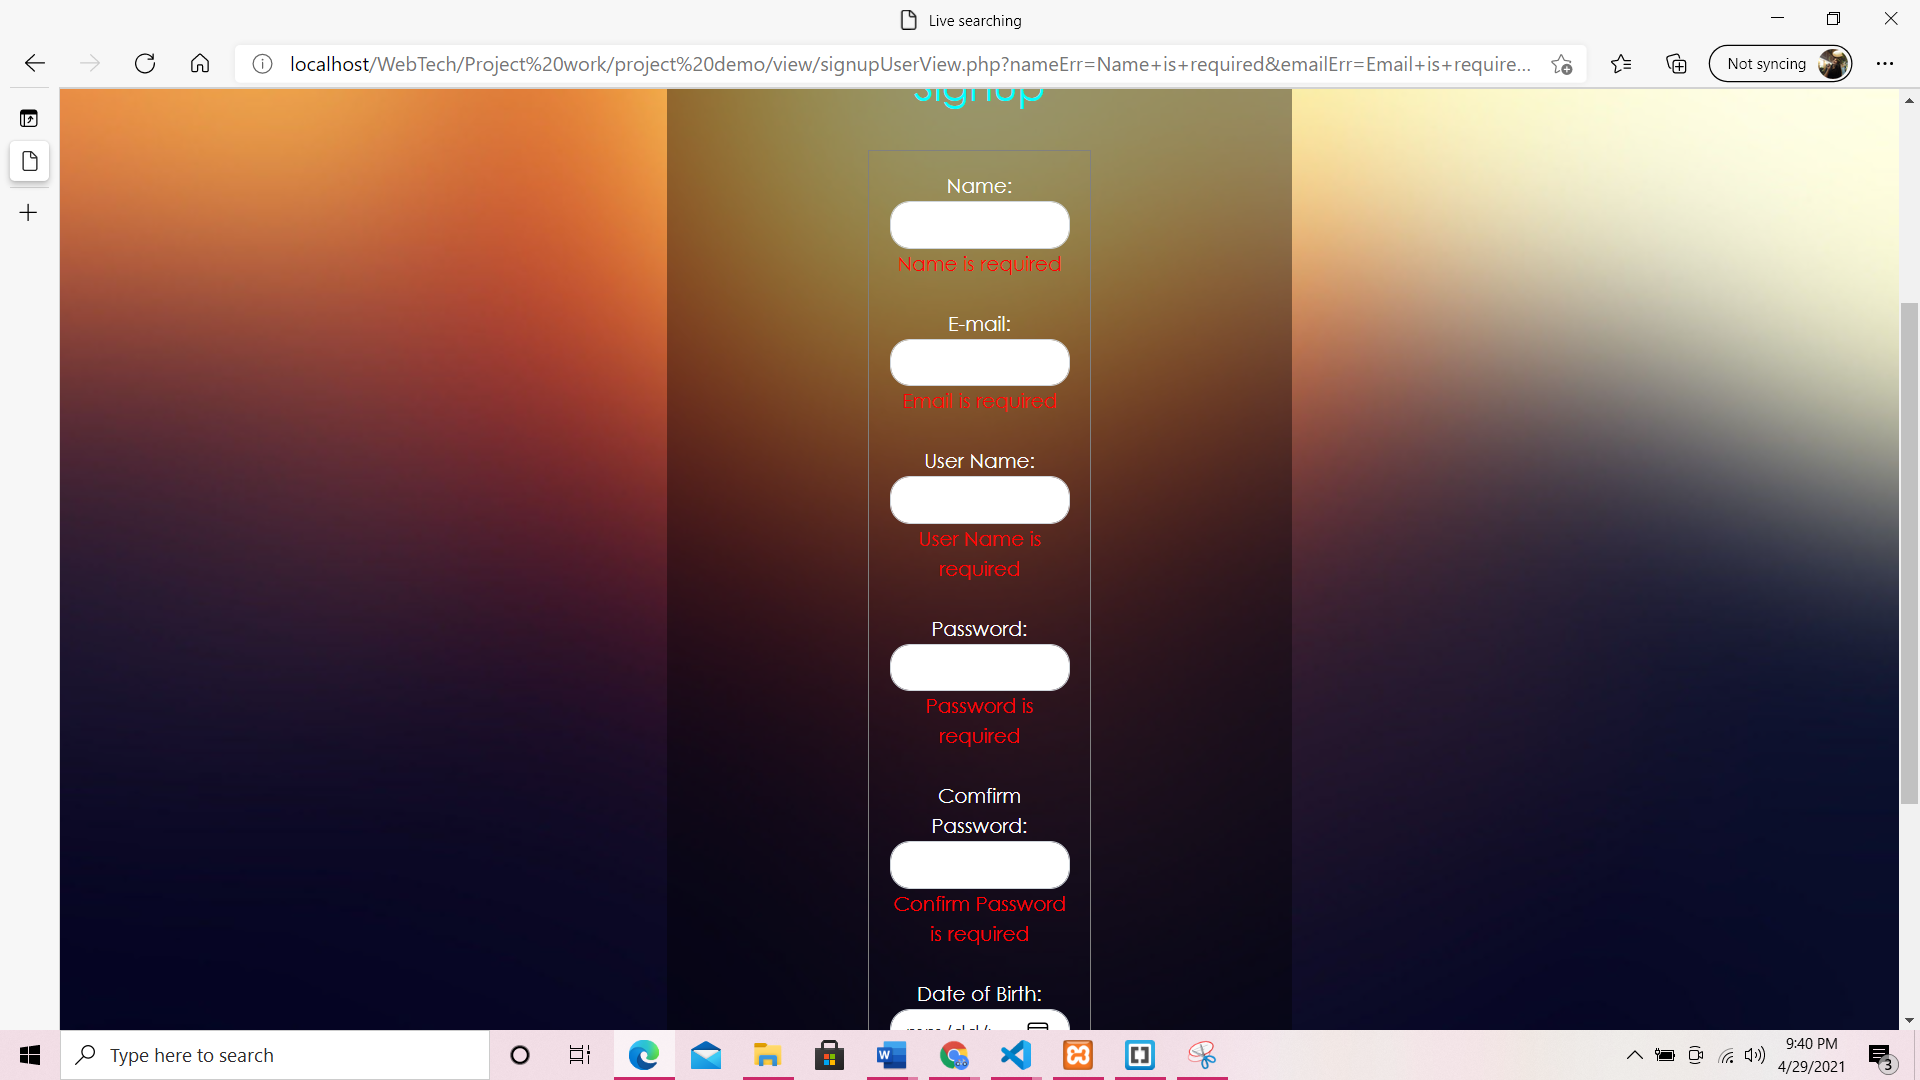 Live searching
localhost/WebTech/Project%20work/project%20demo/view/signupUserView.php?nameErr=Name+is+required&emailErr=Email+is+require...
Not syncing
Signup
Name:
Name is required
E-mail:
Email is required
User Name:
User Name is
required
Password:
Password is
required
Comfirm
Password:
Confirm Password
is required
Date of Birth:
Type here to search
9:40 PM
4/29/2021
3